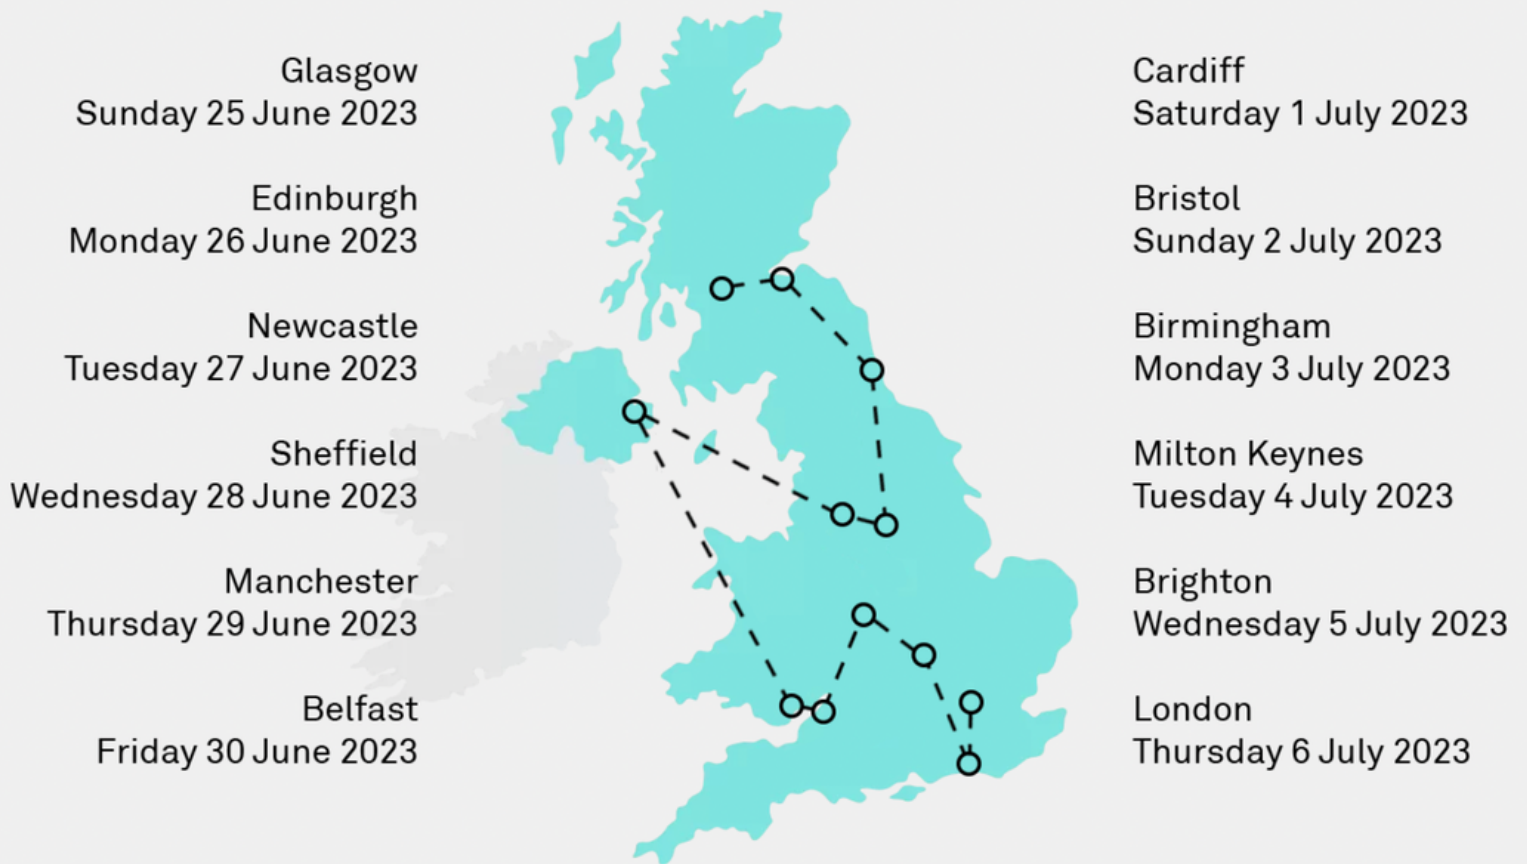 Glasgow
Sunday 25 June 2023
Edinburgh
Monday 26 June 2023
Newcastle
Tuesday 27 June 2023
Sheffield
Wednesday 28 June 2023
Manchester
Thursday 29 June 2023
Belfast
Friday 30 June 2023
Cardiff
Saturday 1 July 2023
Bristol
Sunday 2 July 2023
Birmingham
Monday 3 July 2023
Milton Keynes
Tuesday 4 July 2023
Brighton
Wednesday 5 July 2023
London
Thursday 6 July 2023